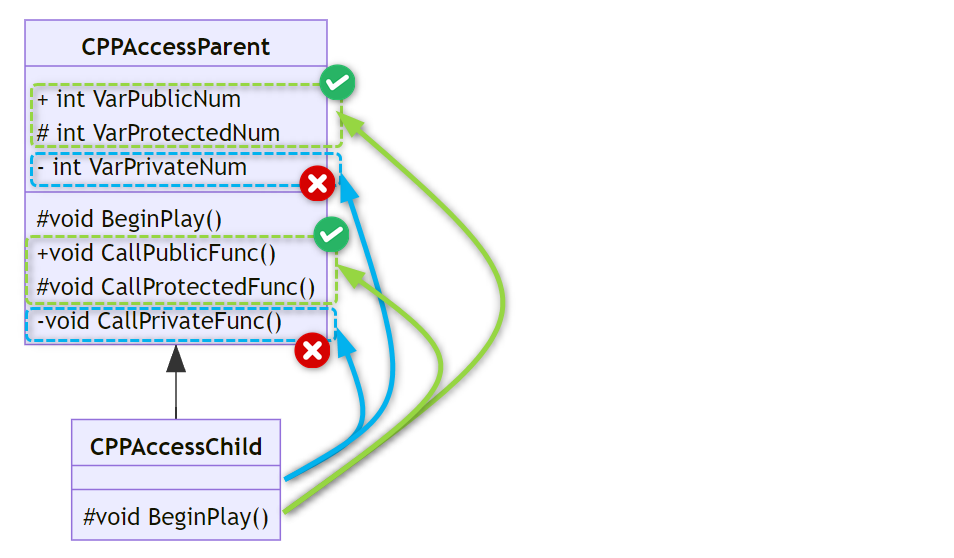 CPPAccessParent
+ int VarPublicNum
# int VarProtectedNum
- int VarPrivateNum
#void BeginPlay()
+void CallPublicFunc()
#void CallProtectedFunc()
-void CallPrivateFunc()
CPPAccessChild
#void BeginPlay()